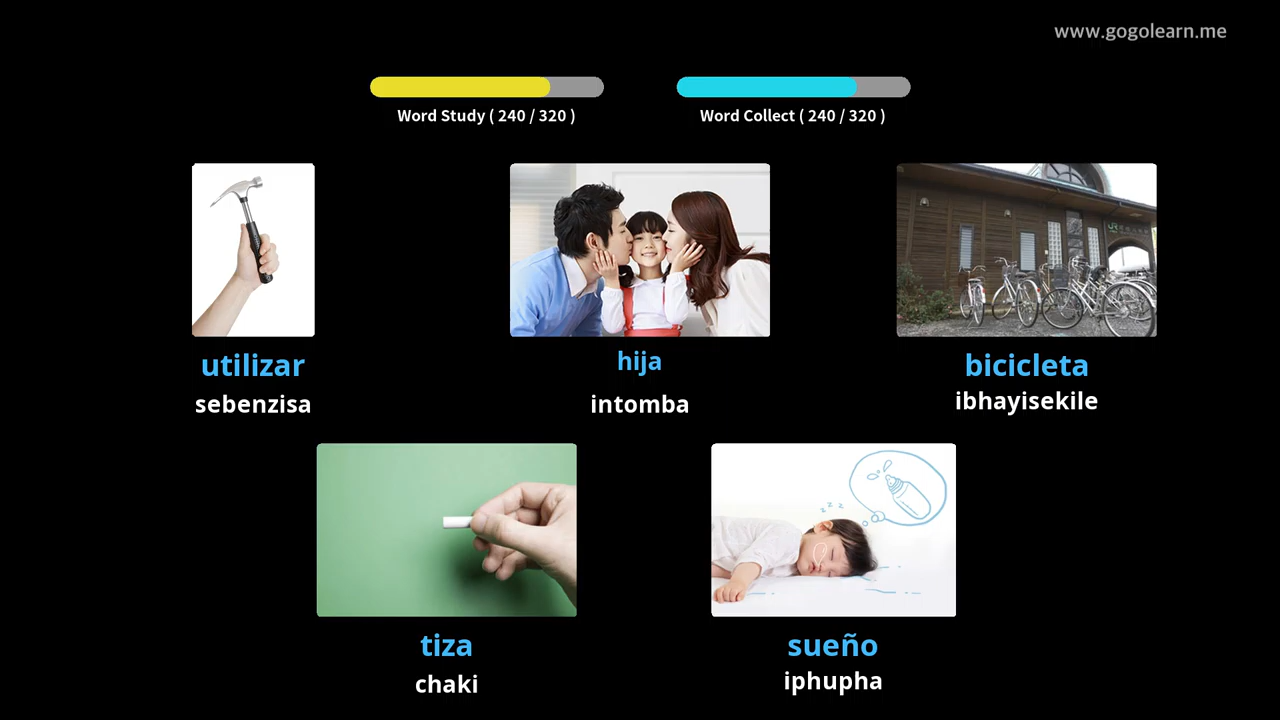 www.gogolearn.me
Word Study ( 240 / 320 )
Word Collect ( 240 / 320 )
utilizar
sebenzisa
hija
intomba
bicicleta
ibhayisekile
tiza
chaki
sueño
iphupha